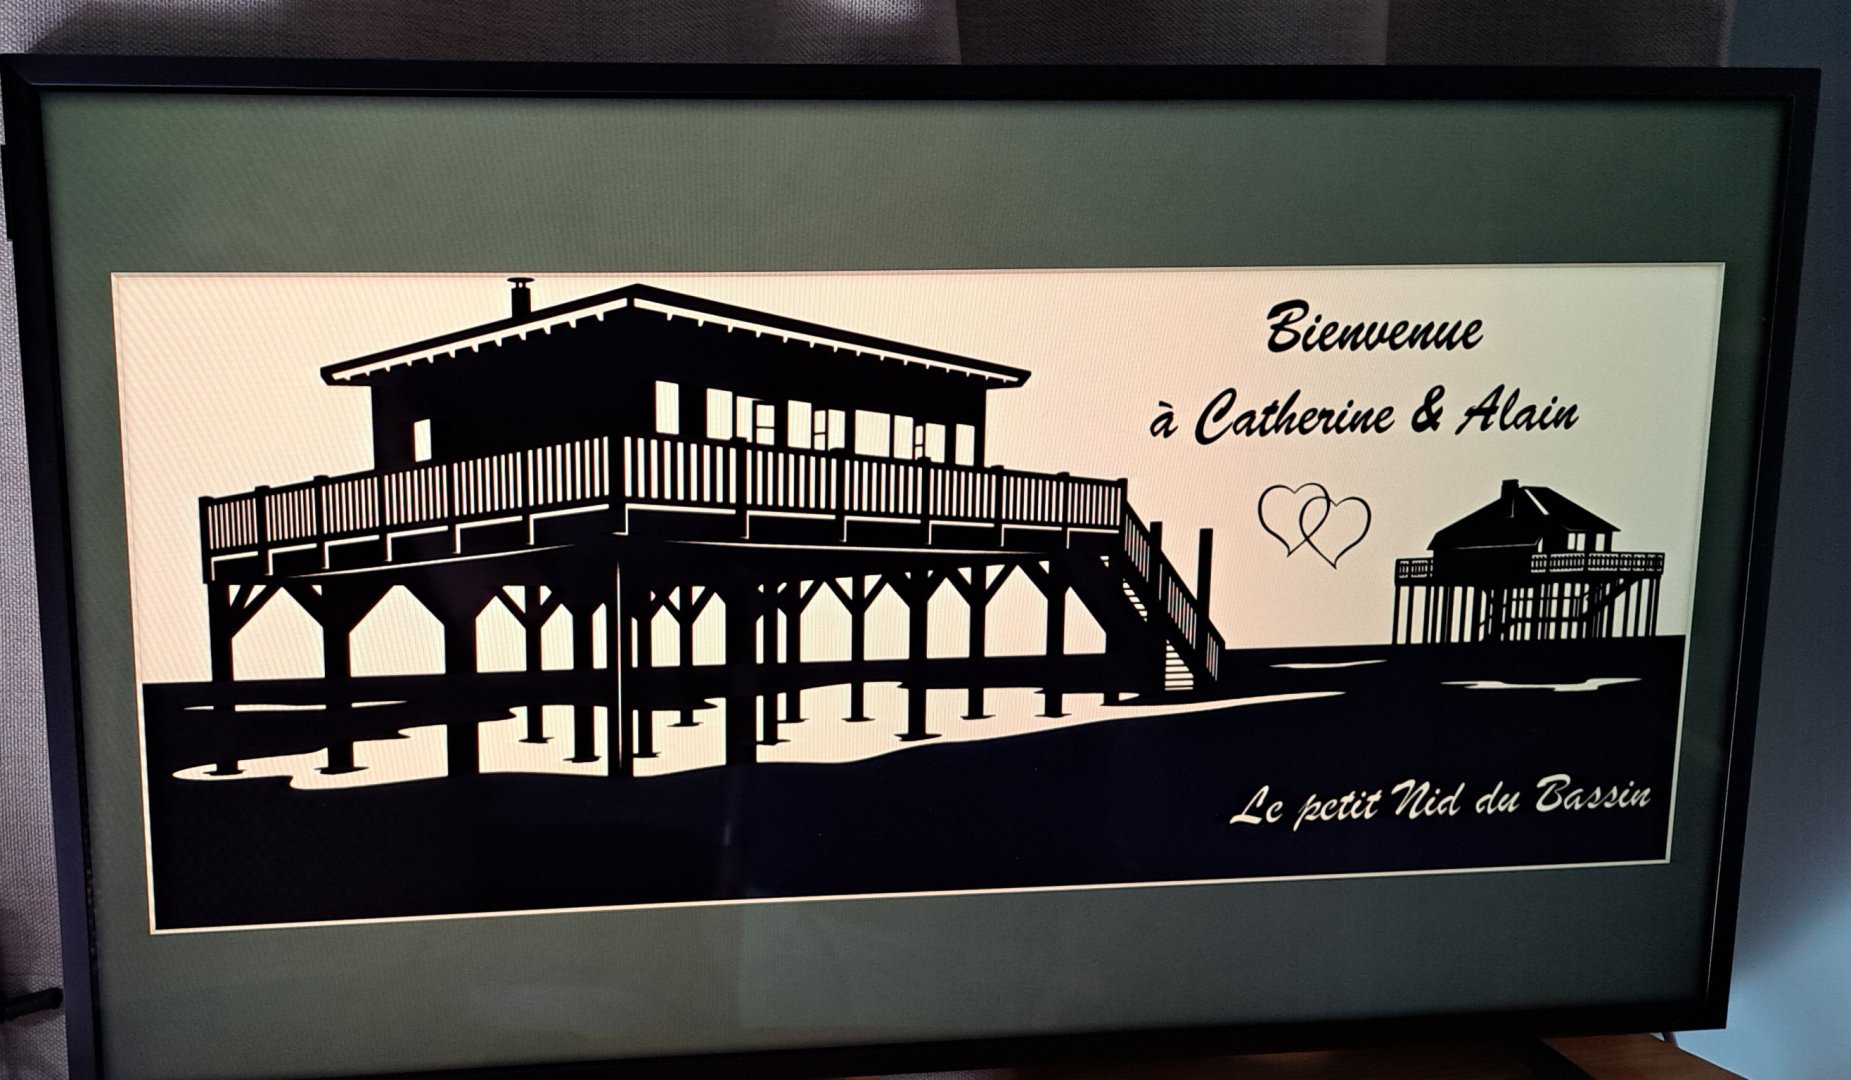 Bienvenue
à Catherine & Alain
Le petit Nid du Bassin